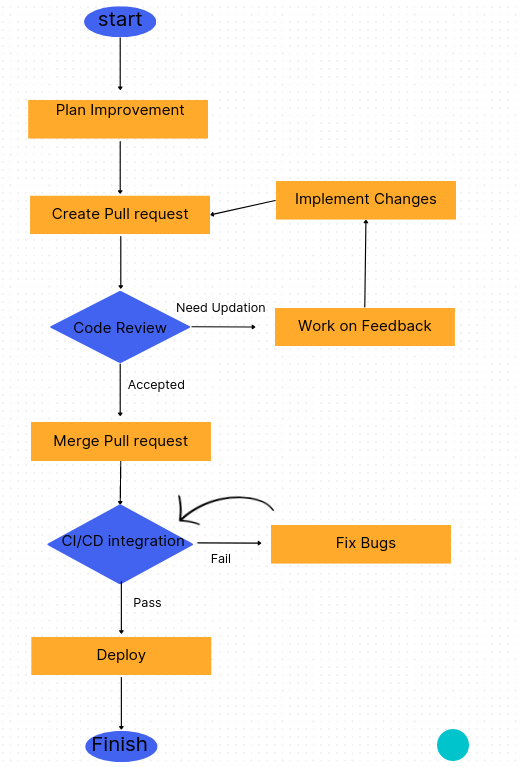 start
Plan Improvement
Create Pull request
Implement Changes
Code Review
Need Updation
Work on Feedback
Accepted
Merge Pull request
CI/CD integration
Fail
Fix Bugs
Pass
Deploy
Finish